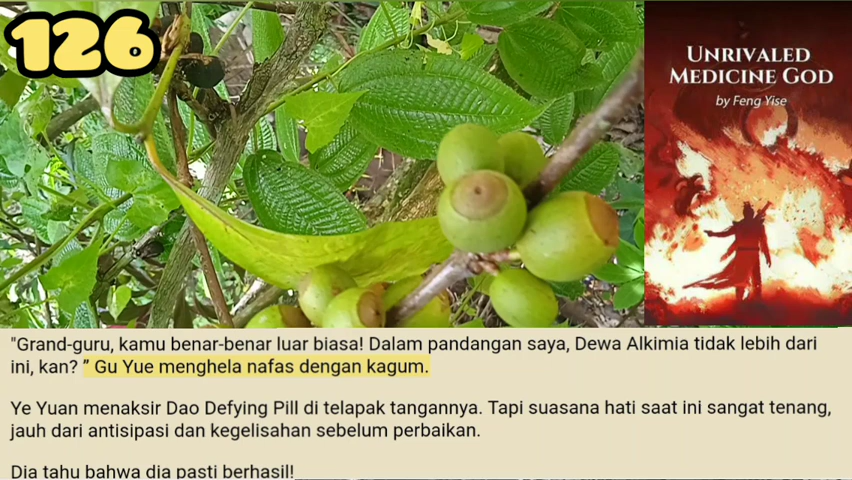 126
UNRIVALED
MEDICINE GOD
by Feng Yise
"Grand-guru, kamu benar-benar luar biasa! Dalam pandangan saya, Dewa Alkimia tidak lebih dari
ini, kan? ” Gu Yue menghela nafas dengan kagum.
Ye Yuan menaksir Dao Defying Pill di telapak tangannya. Tapi suasana hati saat ini sangat tenang,
jauh dari antisipasi dan kegelisahan sebelum perbaikan.
Dia tahu bahwa dia pasti berhasil!